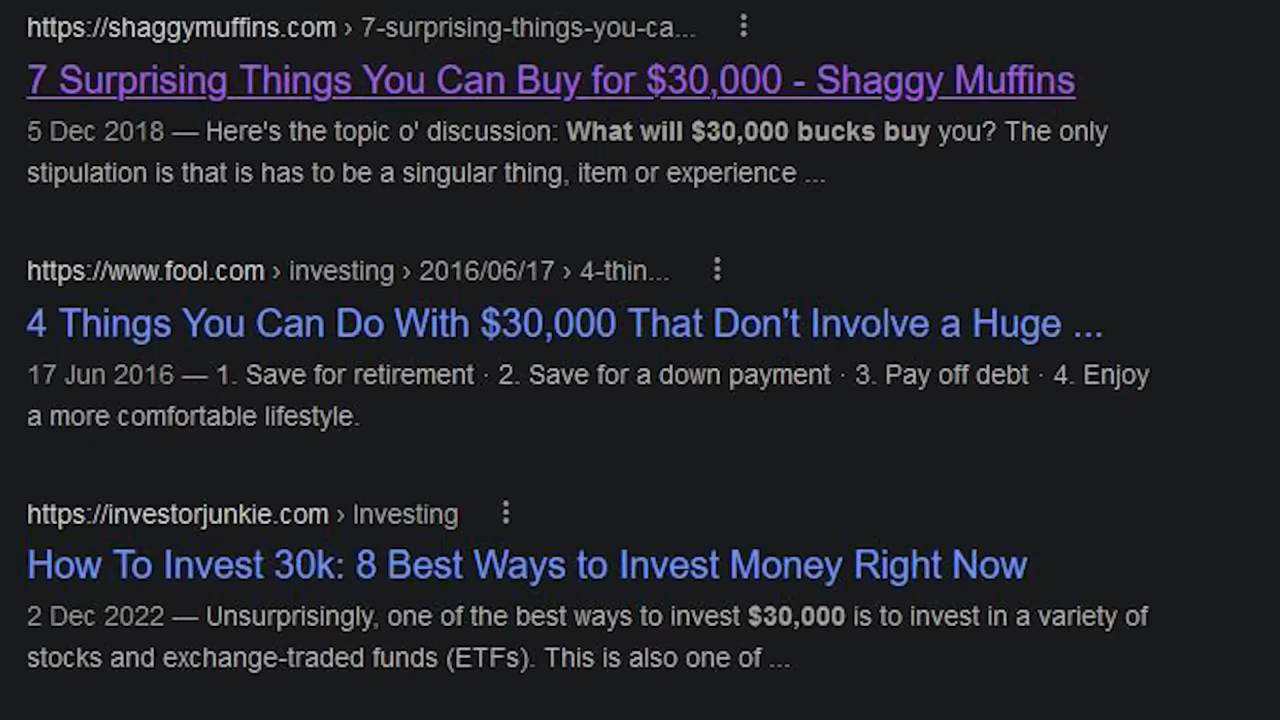 https://shaggymuffins.com › 7-surprising-things-you-ca...
7 Surprising Things You Can Buy for $30,000 - Shaggy Muffins
5 Dec 2018 — Here's the topic o' discussion: What will $30,000 bucks buy you? The only
stipulation is that is has to be a singular thing, item or experience ...
https://www.fool.com › investing › 2016/06/17 › 4-thin...
4 Things You Can Do With $30,000 That Don't Involve a Huge ...
17 Jun 2016 — 1. Save for retirement · 2. Save for a down payment · 3. Pay off debt · 4. Enjoy
a more comfortable lifestyle.
https://investorjunkie.com › Investing
How To Invest 30k: 8 Best Ways to Invest Money Right Now
2 Dec 2022 — Unsurprisingly, one of the best ways to invest $30,000 is to invest in a variety of
stocks and exchange-traded funds (ETFs). This is also one of ...